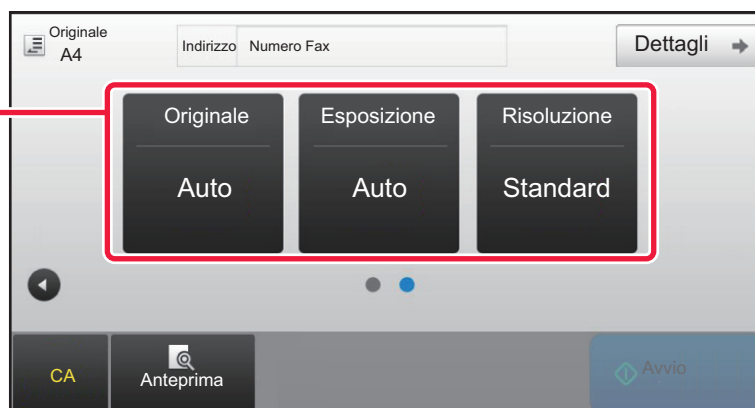 Originale
A4
Indirizzo Numero Fax
Dettagli
Originale Esposizione Risoluzione
Auto Auto Standard
CA
Anteprima
Avvio